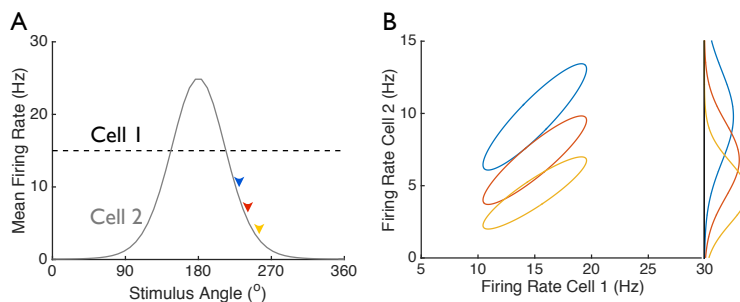 A
Mean Firing Rate (Hz)
30
20
10
0
Cell 1
Cell 2
0
90
180
270
360
Stimulus Angle (º)
B
Firing Rate Cell 2 (Hz)
15
10
5
0
5
10
15
20
25
30
Firing Rate Cell 1 (Hz)